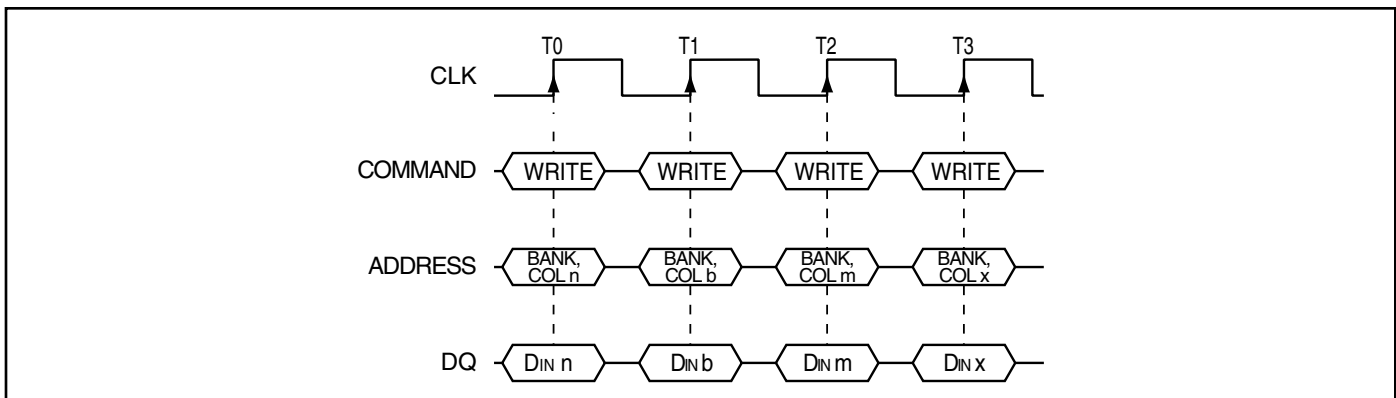 T0 T1 T2 T3
CLK
COMMAND WRITE WRITE WRITE WRITE
ADDRESS BANK, BANK, BANK, BANK,
COL n COL b COL m COL x
DQ DIN n DIN b DIN m DIN x